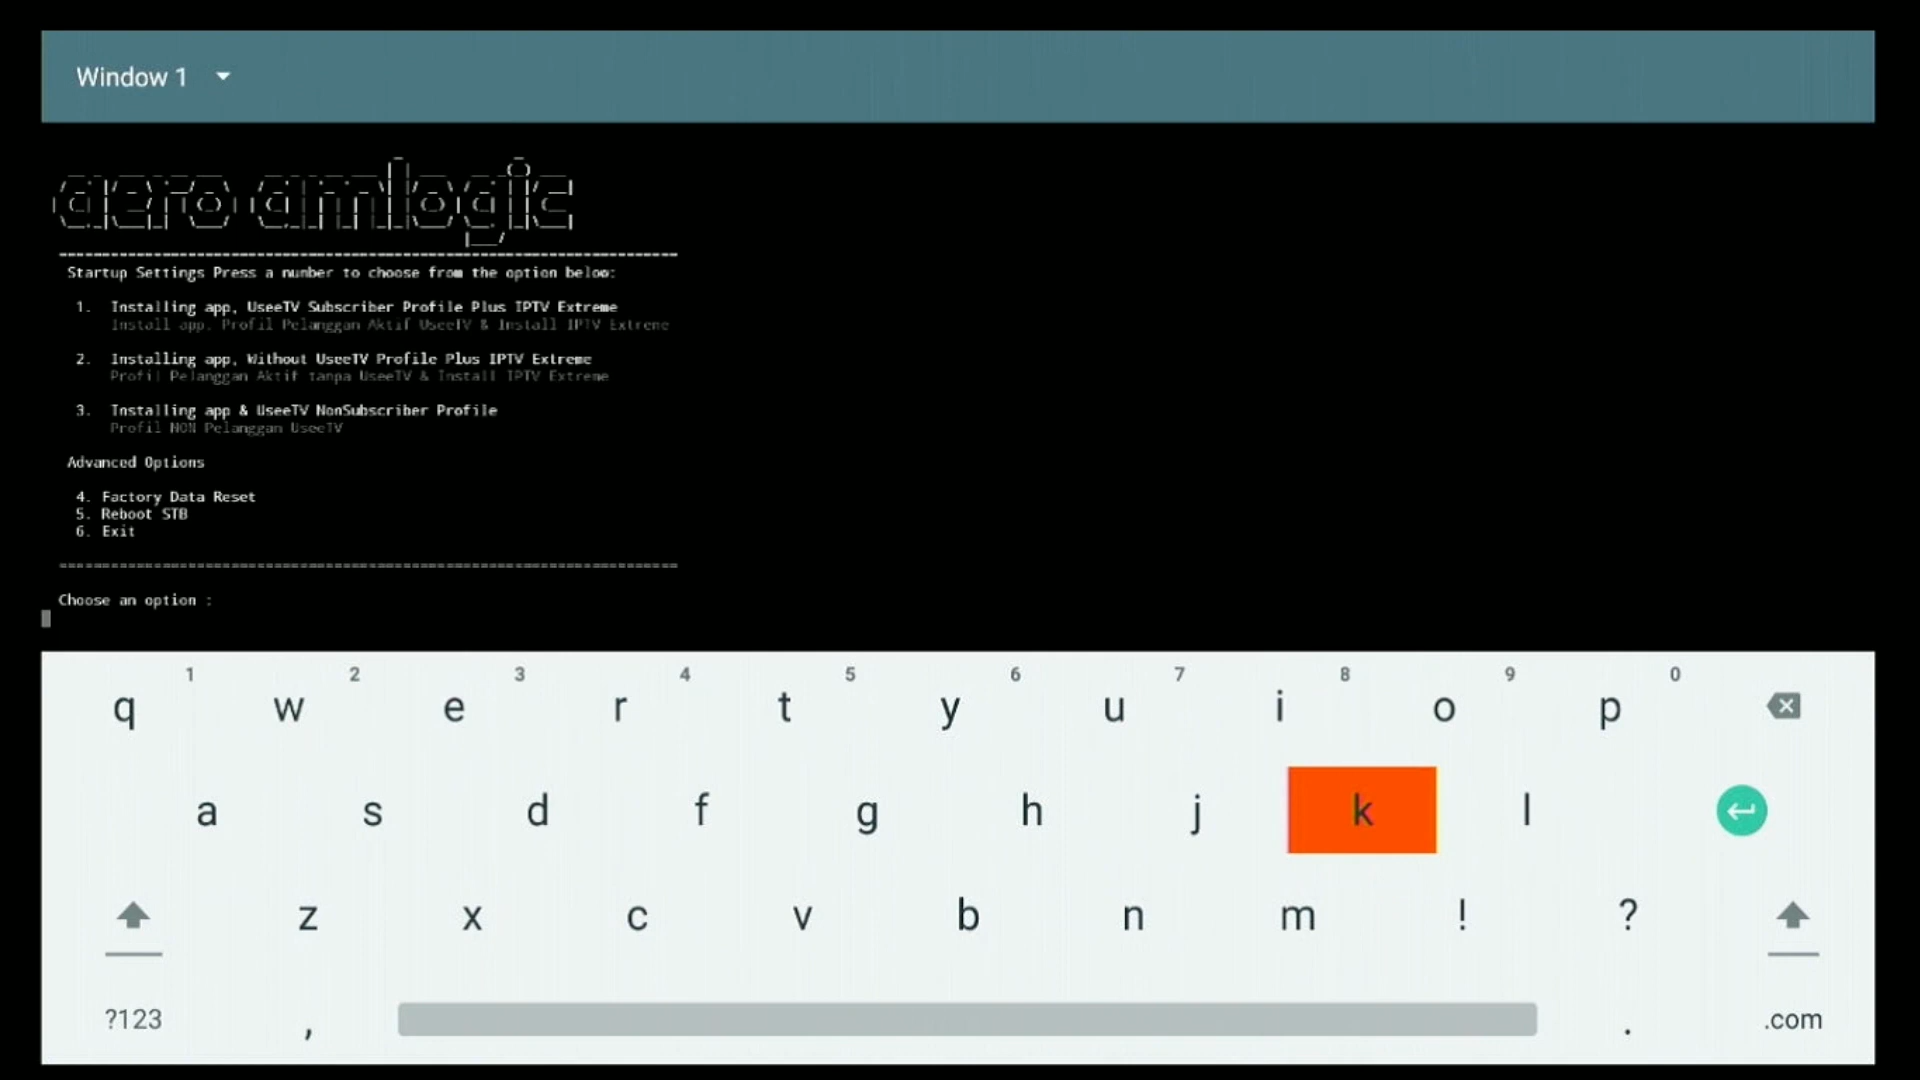 Window 1
aero amlogic
Startup Settings Press a number to choose from the option below:
1. Installing app, UseeTV Subscriber Profile Plus IPTV Extreme
Install app. Profil Pelanggan Aktif UseeTV & Install IPTV Extreme
2. Installing app, Without UseeTV Profile Plus IPTV Extreme
Profil Pelanggan Aktif tanpa UseeTV & Install IPTV Extreme
3. Installing app & UseeTV NonSubscriber Profile
Profil NON Pelanggan UseeTV
Advanced Options
4. Factory Data Reset
5. Reboot STB
6. Exit
Choose an option :
1 2 3 4 5 6 7 8 9 0
q w e r t y u i o p
a s d f g h j k l
z x c v b n m ! ?
?123 , . .com